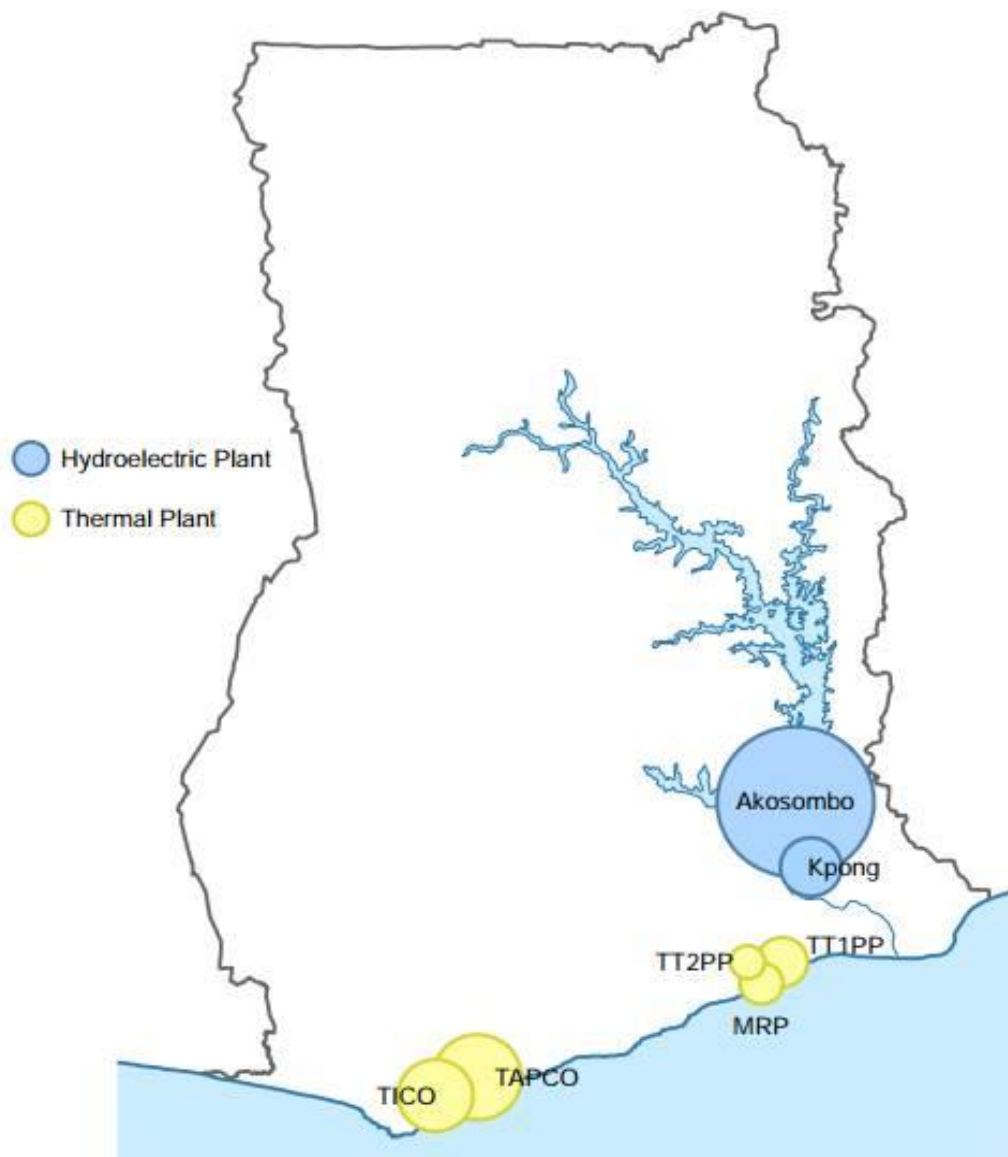 Hydroelectric Plant
Thermal Plant
Akosombo
Kpong
TT1PP
TT2PP
MRP
TAPCO
TICO